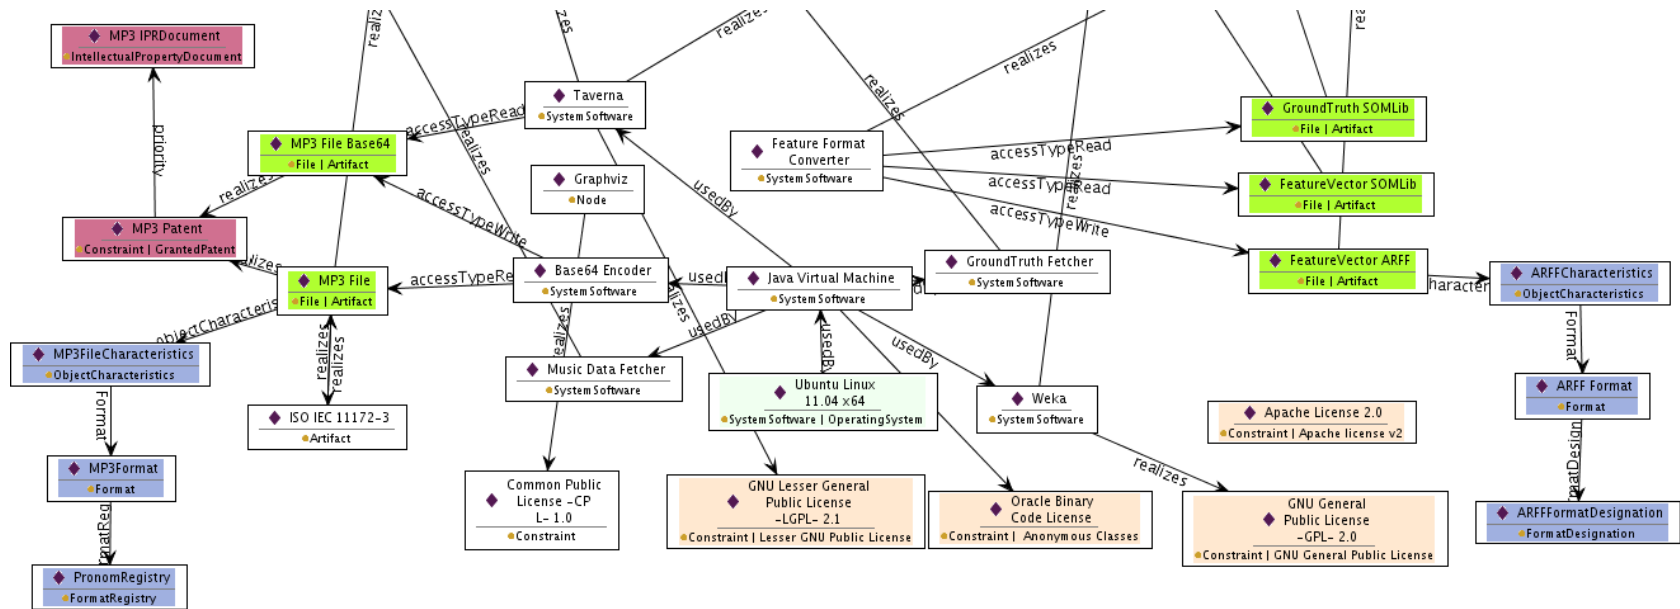 MP3 IPRDocument
IntellectualPropertyDocument
priority
MP3 File Base64
File | Artifact
realizes
MP3 Patent
Constraint | GrantedPatent
MP3 File
File | Artifact
realizes
realizes
ISO IEC 11172-3
Artifact
MP3FileCharacteristics
ObjectCharacteristics
Format
MP3Format
Format
PronomRegistry
FormatRegistry
Taverna
System Software
accessTypeRead
realizes
realizes
Graphviz
Node
accessTypeWrite
usedBy
Base64 Encoder
System Software
Java Virtual Machine
System Software
usedBy
realizes
Music Data Fetcher
System Software
usedBy
Ubuntu Linux
11.04 x64
System Software | OperatingSystem
Common Public
License -CP
L- 1.0
Constraint
GNU Lesser General
Public License
-LGPL- 2.1
Constraint | Lesser GNU Public License
realizes
Feature Format
Converter
System Software
realizes
accessTypeRead
accessTypeRead
accessTypeWrite
realizes
GroundTruth Fetcher
System Software
usedBy
Weka
System Software
realizes
Oracle Binary
Code License
Constraint | Anonymous Classes
GNU General
Public License
-GPL- 2.0
Constraint | GNU General Public License
Apache License 2.0
Constraint | Apache license v2
GroundTruth SOMLib
File | Artifact
FeatureVector SOMLib
File | Artifact
FeatureVector ARFF
File | Artifact
ARFFCharacteristics
ObjectCharacteristics
Format
ARFF Format
Format
ARFFFormatDesignation
FormatDesignation